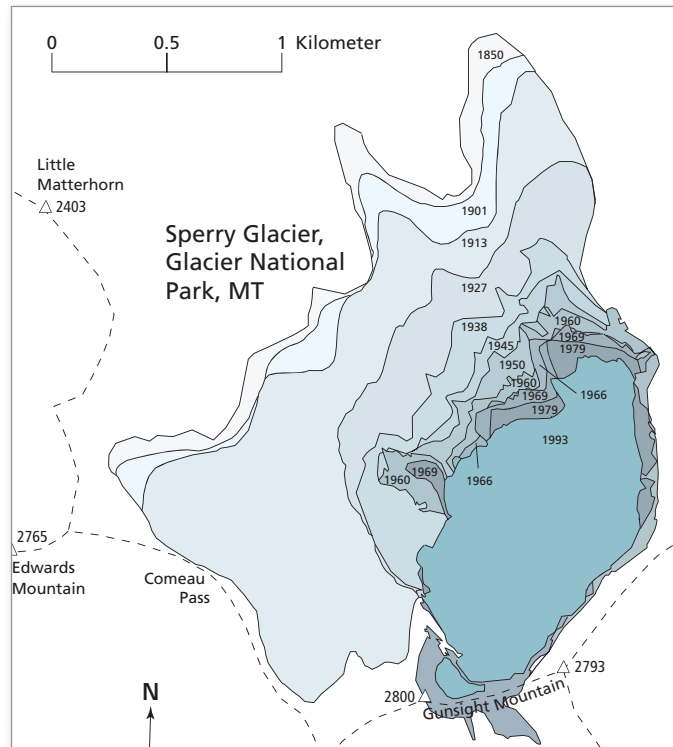 0 0.5 1 Kilometer
1850
Little
Matterhorn
2403
1901
Sperry Glacier,
Glacier National
Park, MT
1913
1927
1938
1960
1945
1969
1979
1950
1960
1969
1966
1979
1993
1960
1969
1966
2765
Edwards
Mountain
Comeau
Pass
2793
N
2800
Gunsight Mountain